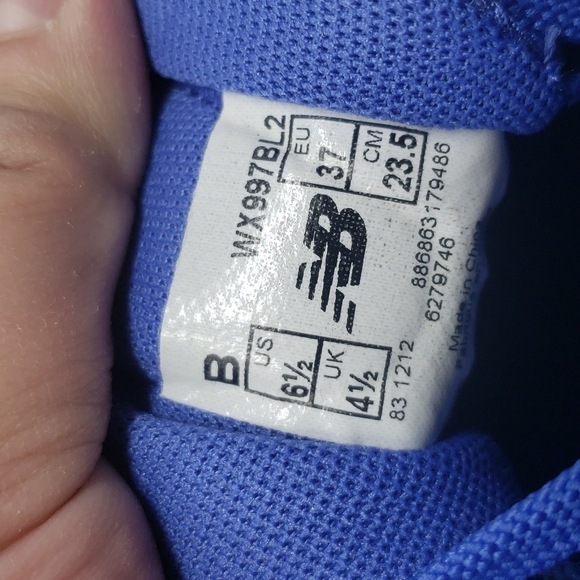 WX997BL2
B
US
6½
UK
4½
EU
37
CM
23.5
NB
83 1212
886863179486
6279746
Made in China